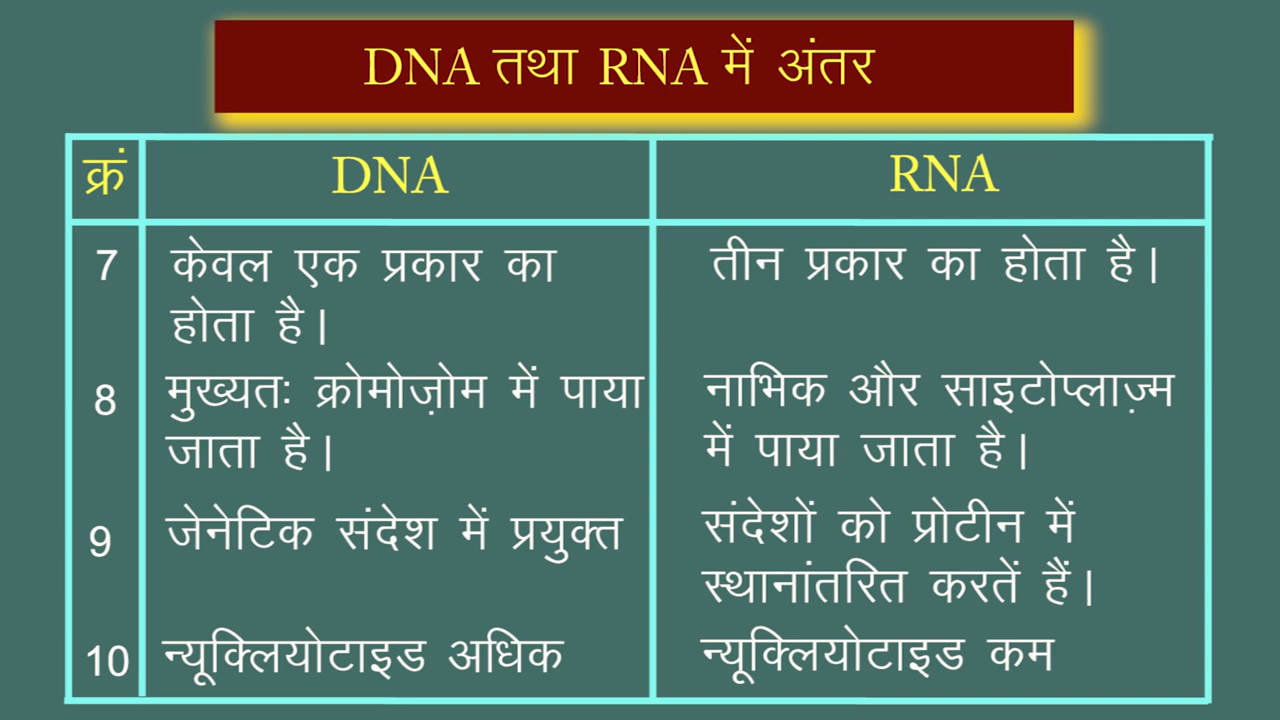 DNA तथा RNA में अंतर
क्रं DNA RNA
7 केवल एक प्रकार का तीन प्रकार का होता है।
होता है।
8 मुख्यतः क्रोमोज़ोम में पाया नाभिक और साइटोप्लाज़्म
जाता है। में पाया जाता है।
9 जेनेटिक संदेश में प्रयुक्त संदेशों को प्रोटीन में
स्थानांतरित करतें हैं।
10 न्यूक्लियोटाइड अधिक न्यूक्लियोटाइड कम